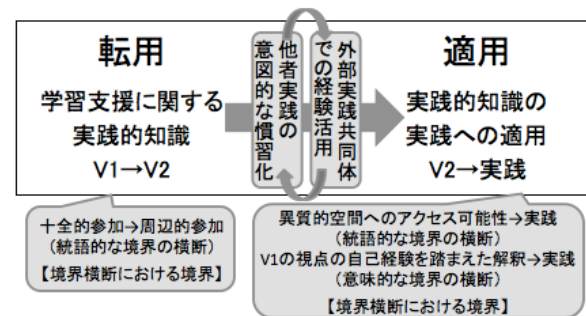 転用
学習支援に関する
実践的知識
V1→V2
他者実践の
意図的な慣習化
外部実践共同体
での経験活用
適用
実践的知識の
実践への適用
V2→実践
十全的参加→周辺的参加
(統語的な境界の横断)
【境界横断における境界】
異質的空間へのアクセス可能性→実践
(統語的な境界の横断)
V1の視点の自己経験を踏まえた解釈→実践
(意味的な境界の横断)
【境界横断における境界】